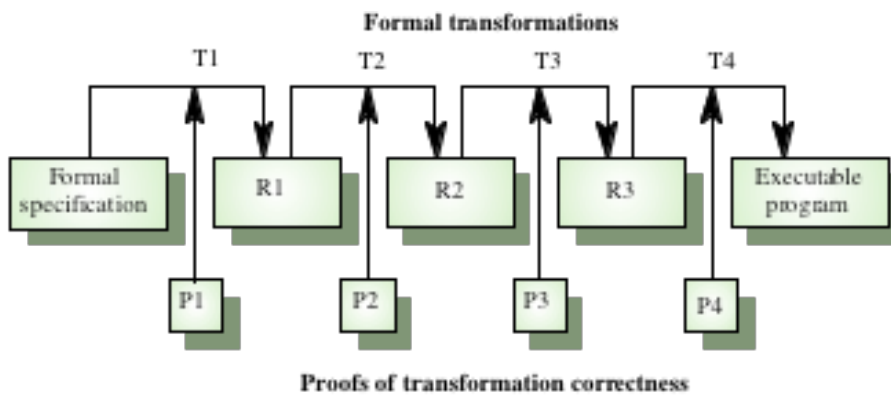 Formal transformations
T1 T2 T3 T4
Formal
specification
R1
R2
R3
Executable
program
P1 P2 P3 P4
Proofs of transformation correctness